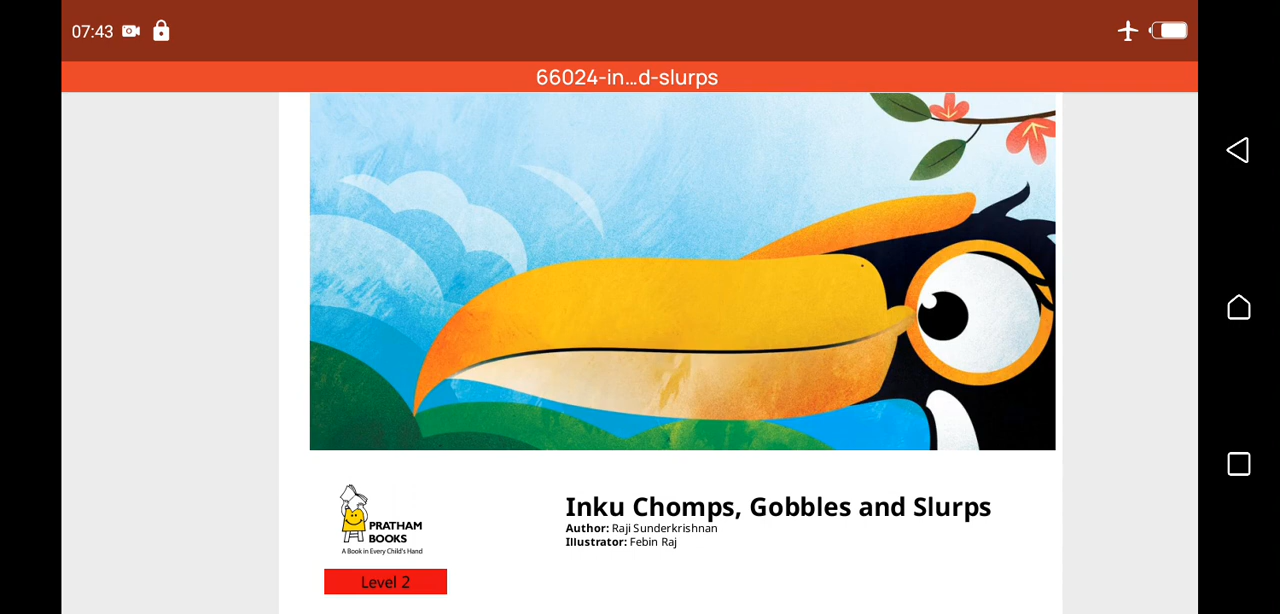 07:43
66024-in...d-slurps
PRATHAM
BOOKS
A Book in Every Child's Hand
Level 2
Inku Chomps, Gobbles and Slurps
Author: Raji Sunderkrishnan
Illustrator: Febin Raj